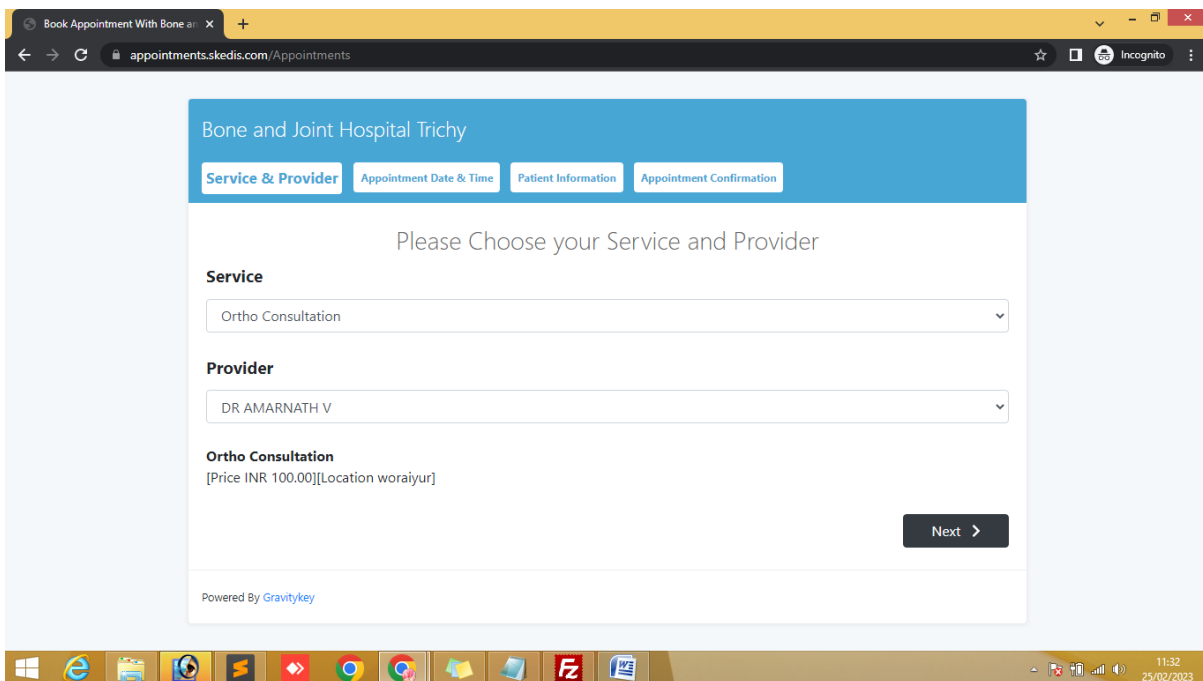 Book Appointment With Bone an
appointments.skedis.com/Appointments
Incognito
Bone and Joint Hospital Trichy
Service & Provider
Appointment Date & Time
Patient Information
Appointment Confirmation
Please Choose your Service and Provider
Service
Ortho Consultation
Provider
DR AMARNATH V
Ortho Consultation
[Price INR 100.00][Location woraiyur]
Next
Powered By Gravitykey
11:32
25/02/2023